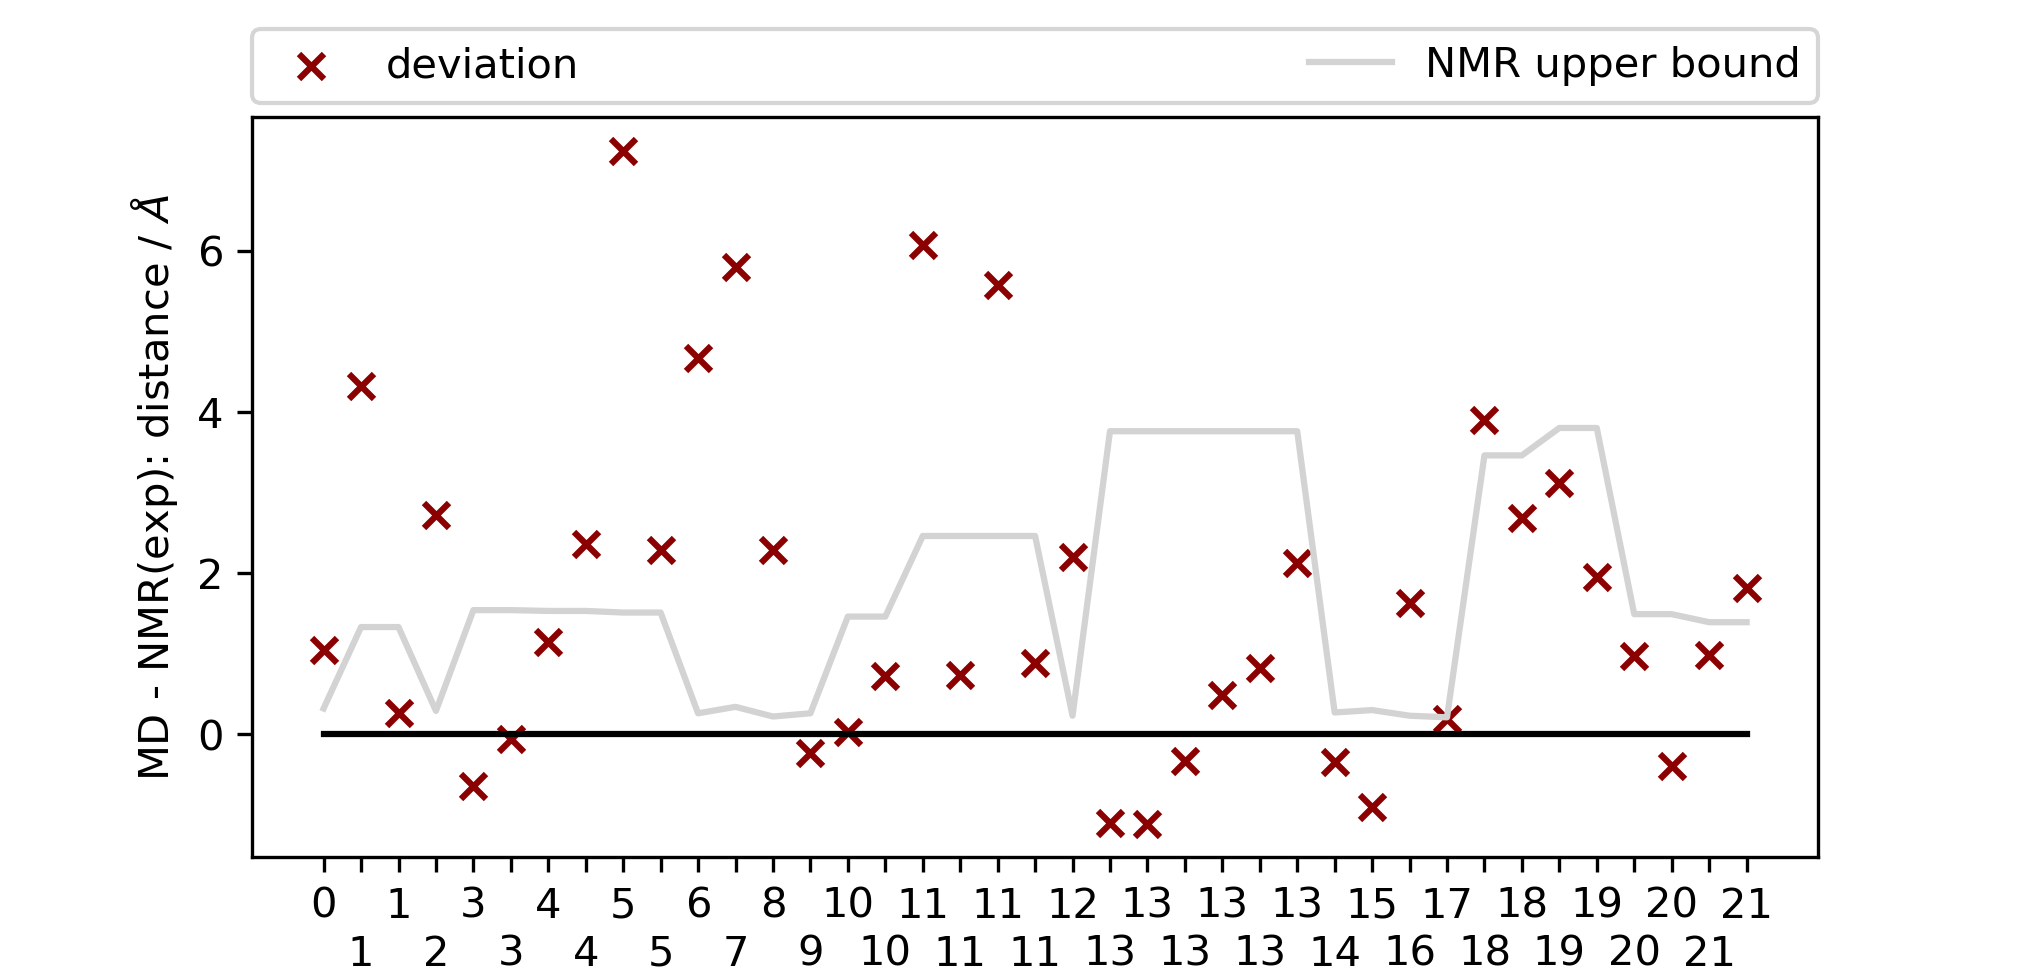 deviation NMR upper bound
MD - NMR(exp): distance / Å
6
4
2
0
0 1 3 4 5 6 8 10 11 11 12 13 13 13 15 17 18 19 20 21
1 2 3 4 5 7 9 10 11 11 13 13 13 14 16 18 19 20 21